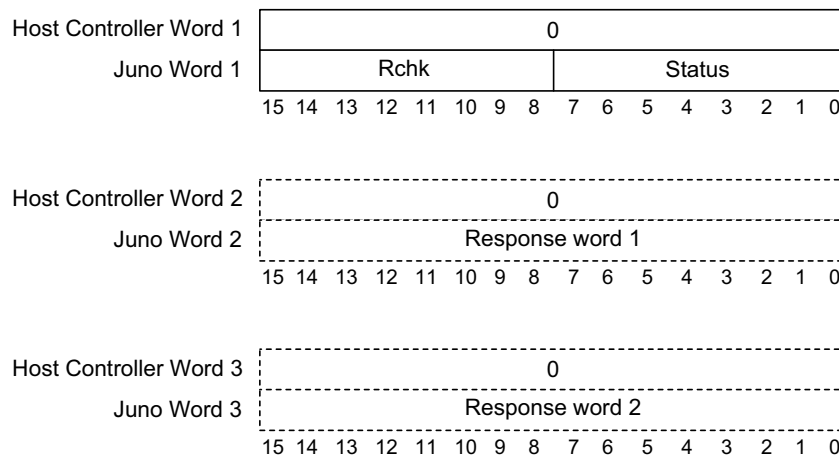 Host Controller Word 1 0
Juno Word 1 Rchk Status
15 14 13 12 11 10 9 8 7 6 5 4 3 2 1 0
Host Controller Word 2 0
Juno Word 2 Response word 1
15 14 13 12 11 10 9 8 7 6 5 4 3 2 1 0
Host Controller Word 3 0
Juno Word 3 Response word 2
15 14 13 12 11 10 9 8 7 6 5 4 3 2 1 0